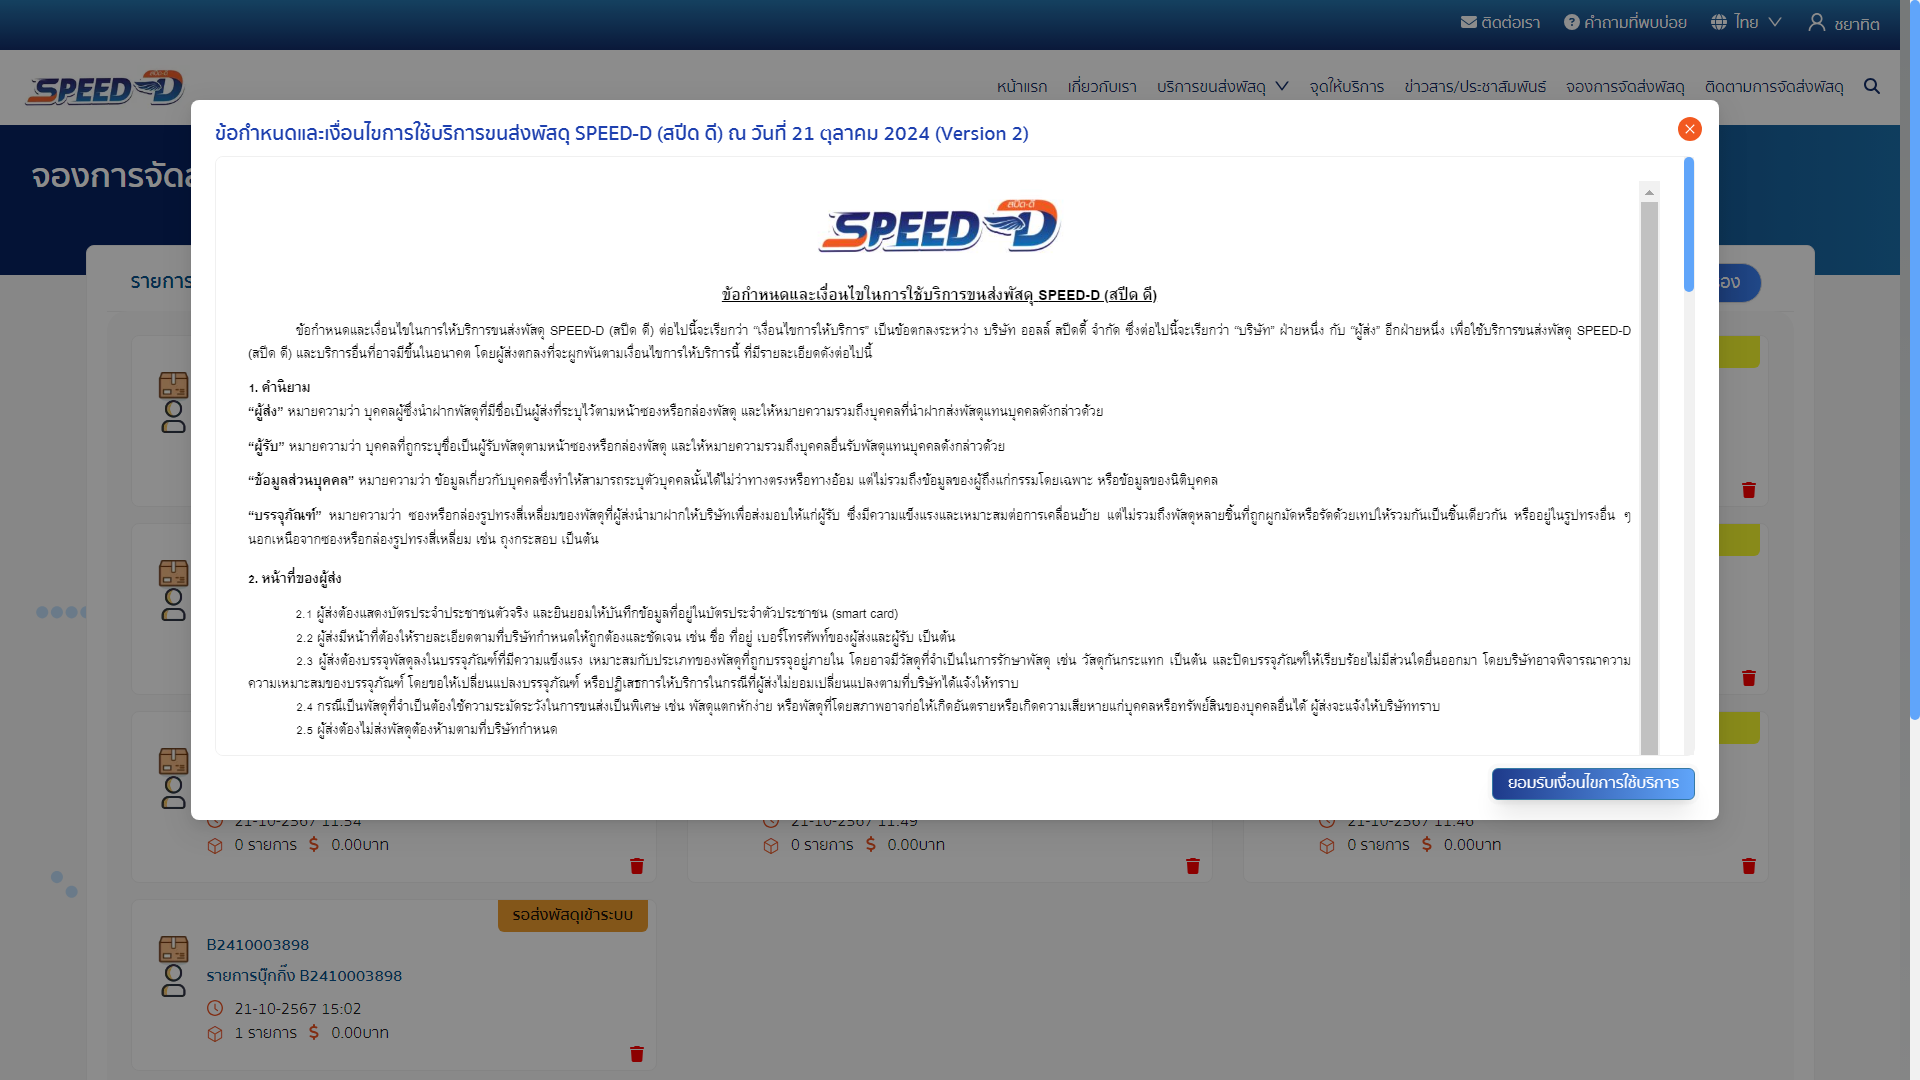 ติดต่อเรา คำถามที่พบบ่อย ไทย ชยาทิต
สปีด-ดี
SPEED-D
หน้าแรก เกี่ยวกับเรา บริการขนส่งพัสดุ จุดให้บริการ ข่าวสาร/ประชาสัมพันธ์ จองการจัดส่งพัสดุ ติดตามการจัดส่งพัสดุ
ข้อกำหนดและเงื่อนไขการใช้บริการขนส่งพัสดุ SPEED-D (สปีด ดี) ณ วันที่ 21 ตุลาคม 2024 (Version 2)
จองการจัดส
รายการ
อง
สปีด-ดี
SPEED-D
ข้อกำหนดและเงื่อนไขในการใช้บริการขนส่งพัสดุ SPEED-D (สปีด ดี)
ข้อกำหนดและเงื่อนไขในการให้บริการขนส่งพัสดุ SPEED-D (สปีด ดี) ต่อไปนี้จะเรียกว่า “เงื่อนไขการให้บริการ” เป็นข้อตกลงระหว่าง บริษัท ออลล์ สปีดดี้ จำกัด ซึ่งต่อไปนี้จะเรียกว่า “บริษัท” ฝ่ายหนึ่ง กับ “ผู้ส่ง” อีกฝ่ายหนึ่ง เพื่อใช้บริการขนส่งพัสดุ SPEED-D
(สปีด ดี) และบริการอื่นที่อาจมีขึ้นในอนาคต โดยผู้ส่งตกลงที่จะผูกพันตามเงื่อนไขการให้บริการนี้ ที่มีรายละเอียดดังต่อไปนี้
1. คำนิยาม
“ผู้ส่ง” หมายความว่า บุคคลผู้ซึ่งนำฝากพัสดุที่มีชื่อเป็นผู้ส่งที่ระบุไว้ตามหน้าซองหรือกล่องพัสดุ และให้หมายความรวมถึงบุคคลที่นำฝากส่งพัสดุแทนบุคคลดังกล่าวด้วย
“ผู้รับ” หมายความว่า บุคคลที่ถูกระบุชื่อเป็นผู้รับพัสดุตามหน้าซองหรือกล่องพัสดุ และให้หมายความรวมถึงบุคคลอื่นรับพัสดุแทนบุคคลดังกล่าวด้วย
“ข้อมูลส่วนบุคคล” หมายความว่า ข้อมูลเกี่ยวกับบุคคลซึ่งทำให้สามารถระบุตัวบุคคลนั้นได้ไม่ว่าทางตรงหรือทางอ้อม แต่ไม่รวมถึงข้อมูลของผู้ถึงแก่กรรมโดยเฉพาะ หรือข้อมูลของนิติบุคคล
“บรรจุภัณฑ์” หมายความว่า ซองหรือกล่องรูปทรงสี่เหลี่ยมของพัสดุที่ผู้ส่งนำมาฝากให้บริษัทเพื่อส่งมอบให้แก่ผู้รับ ซึ่งมีความแข็งแรงและเหมาะสมต่อการเคลื่อนย้าย แต่ไม่รวมถึงพัสดุหลายชิ้นที่ถูกผูกมัดหรือรัดด้วยเทปให้รวมกันเป็นชิ้นเดียวกัน หรืออยู่ในรูปทรงอื่น ๆ
นอกเหนือจากซองหรือกล่องรูปทรงสี่เหลี่ยม เช่น ถุงกระสอบ เป็นต้น
2. หน้าที่ของผู้ส่ง
2.1 ผู้ส่งต้องแสดงบัตรประจำประชาชนตัวจริง และยินยอมให้บันทึกข้อมูลที่อยู่ในบัตรประจำตัวประชาชน (smart card)
2.2 ผู้ส่งมีหน้าที่ต้องให้รายละเอียดตามที่บริษัทกำหนดให้ถูกต้องและชัดเจน เช่น ชื่อ ที่อยู่ เบอร์โทรศัพท์ของผู้ส่งและผู้รับ เป็นต้น
2.3 ผู้ส่งต้องบรรจุพัสดุลงในบรรจุภัณฑ์ที่มีความแข็งแรง เหมาะสมกับประเภทของพัสดุที่ถูกบรรจุอยู่ภายใน โดยอาจมีวัสดุที่จำเป็นในการรักษาพัสดุ เช่น วัสดุกันกระแทก เป็นต้น และปิดบรรจุภัณฑ์ให้เรียบร้อยไม่มีส่วนใดยื่นออกมา โดยบริษัทอาจพิจารณาความ
ความเหมาะสมของบรรจุภัณฑ์ โดยขอให้เปลี่ยนแปลงบรรจุภัณฑ์ หรือปฏิเสธการให้บริการในกรณีที่ผู้ส่งไม่ยอมเปลี่ยนแปลงตามที่บริษัทได้แจ้งให้ทราบ
2.4 กรณีเป็นพัสดุที่จำเป็นต้องใช้ความระมัดระวังในการขนส่งเป็นพิเศษ เช่น พัสดุแตกหักง่าย หรือพัสดุที่โดยสภาพอาจก่อให้เกิดอันตรายหรือเกิดความเสียหายแก่บุคคลหรือทรัพย์สินของบุคคลอื่นได้ ผู้ส่งจะแจ้งให้บริษัททราบ
2.5 ผู้ส่งต้องไม่ส่งพัสดุต้องห้ามตามที่บริษัทกำหนด
ยอมรับเงื่อนไขการใช้บริการ
21-10-2567 11:54 21-10-2567 11:49 21-10-2567 11:46
0 รายการ 0.00บาท 0 รายการ 0.00บาท 0 รายการ 0.00บาท
รอส่งพัสดุเข้าระบบ
B2410003898
รายการบุ๊กกิ้ง B2410003898
21-10-2567 15:02
1 รายการ 0.00บาท